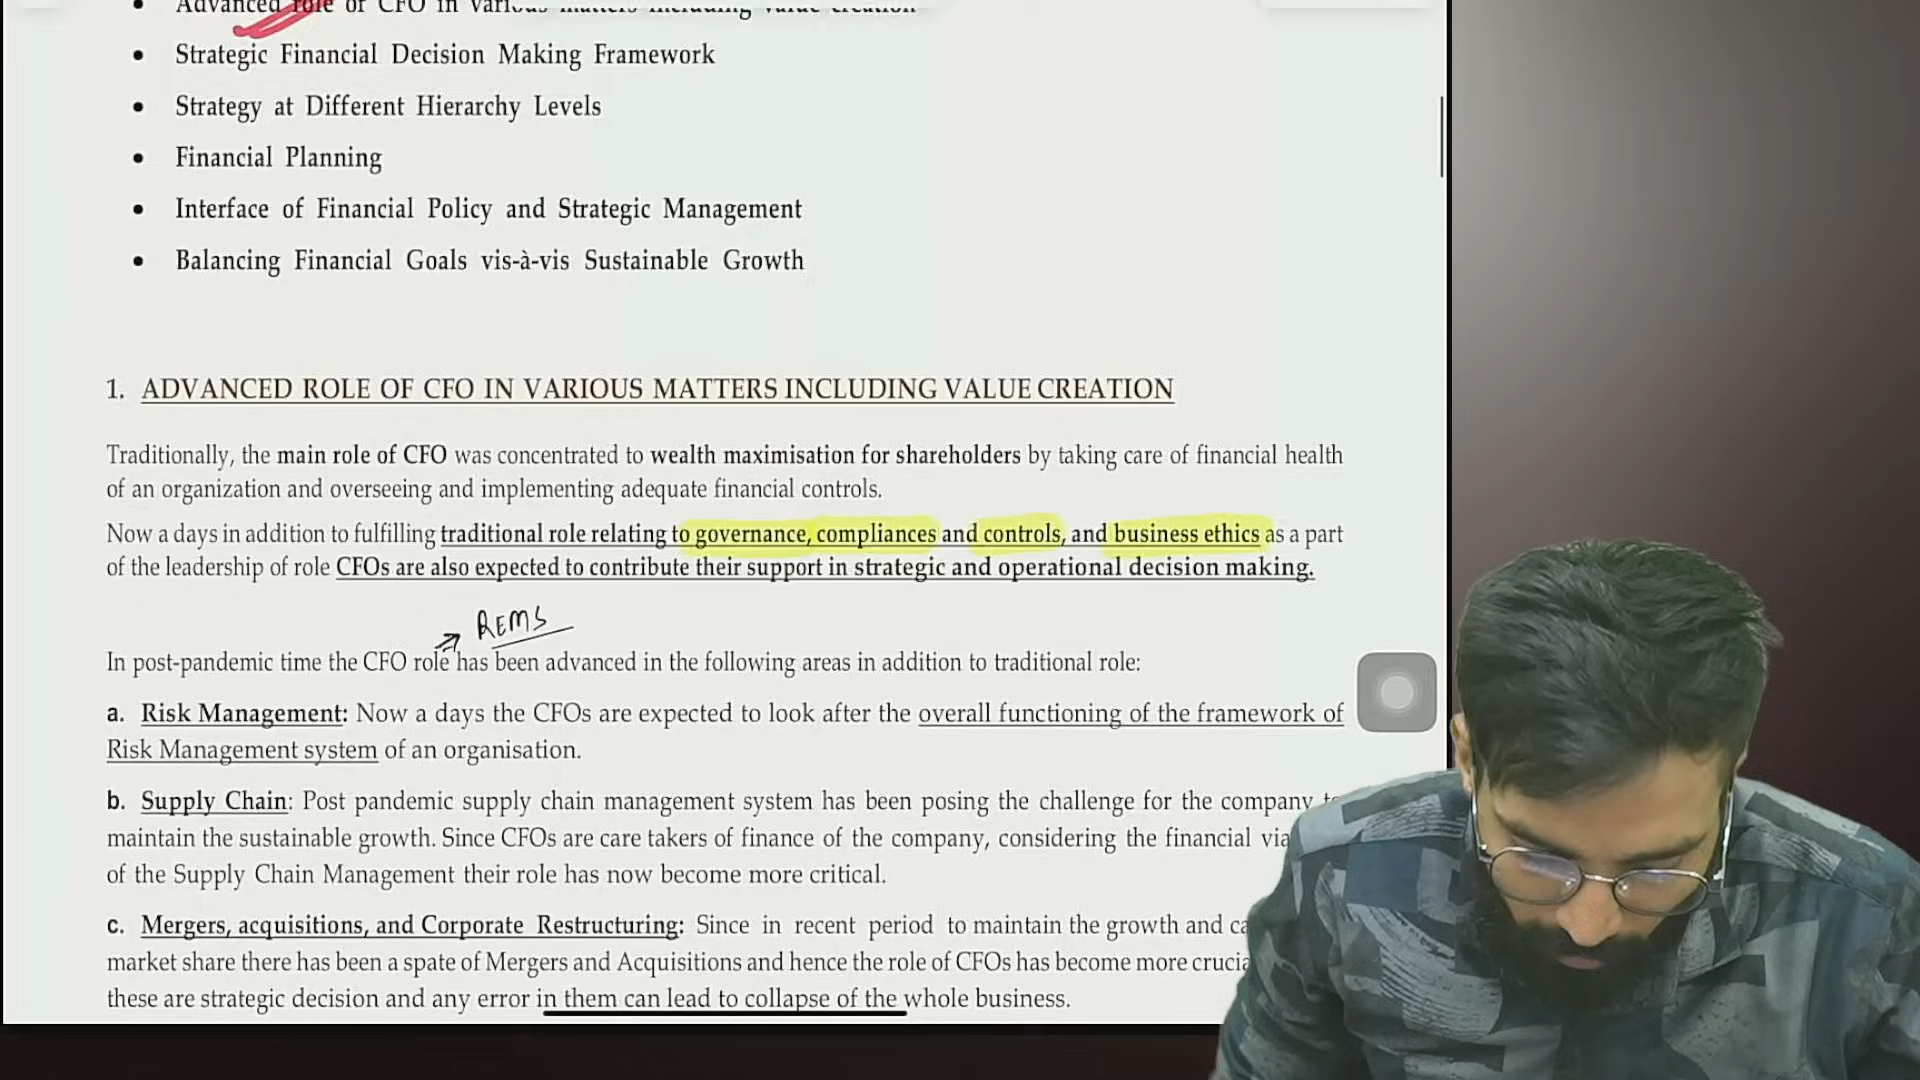 Advanced role of CFO in various matters including value creation
• Strategic Financial Decision Making Framework
• Strategy at Different Hierarchy Levels
• Financial Planning
• Interface of Financial Policy and Strategic Management
• Balancing Financial Goals vis-à-vis Sustainable Growth
1. ADVANCED ROLE OF CFO IN VARIOUS MATTERS INCLUDING VALUE CREATION
Traditionally, the main role of CFO was concentrated to wealth maximisation for shareholders by taking care of financial health
of an organization and overseeing and implementing adequate financial controls.
Now a days in addition to fulfilling traditional role relating to governance, compliances and controls, and business ethics as a part
of the leadership of role CFOs are also expected to contribute their support in strategic and operational decision making.
REMS
In post-pandemic time the CFO role has been advanced in the following areas in addition to traditional role:
a. Risk Management: Now a days the CFOs are expected to look after the overall functioning of the framework of
Risk Management system of an organisation.
b. Supply Chain: Post pandemic supply chain management system has been posing the challenge for the company
maintain the sustainable growth. Since CFOs are care takers of finance of the company, considering the financial
of the Supply Chain Management their role has now become more critical.
c. Mergers, acquisitions, and Corporate Restructuring: Since in recent period to maintain the growth and
market share there has been a spate of Mergers and Acquisitions and hence the role of CFOs has become more
these are strategic decision and any error in them can lead to collapse of the whole business.